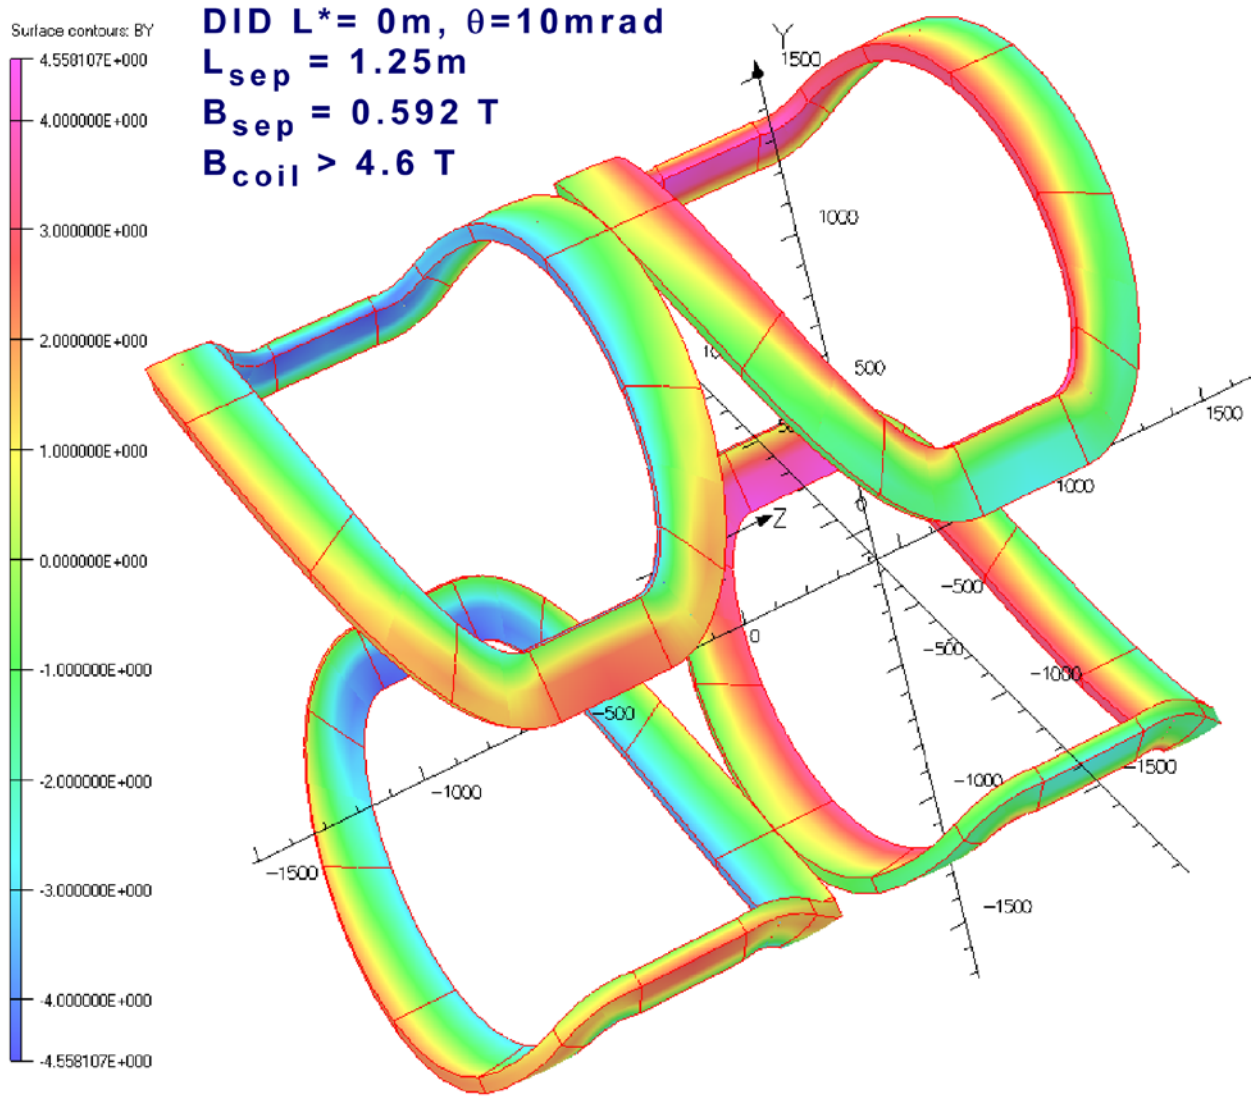 Surface contours: BY
4.558107E+000
4.000000E+000
3.000000E+000
2.000000E+000
1.000000E+000
0.000000E+000
-1.000000E+000
-2.000000E+000
-3.000000E+000
-4.000000E+000
-4.558107E+000
DID L*= 0m, θ=10mrad
Lsep = 1.25m
Bsep = 0.592 T
Bcoil > 4.6 T
Y
1500
1000
500
1500
1000
0
Z
0
-500
-500
-500
-1000
-1000
-1000
-1500
-1500
-1500